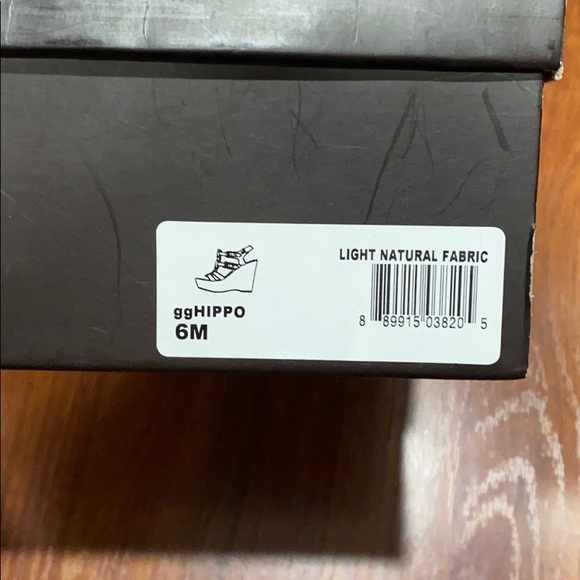 LIGHT NATURAL FABRIC
ggHIPPO
6M
8 89915 03820 5